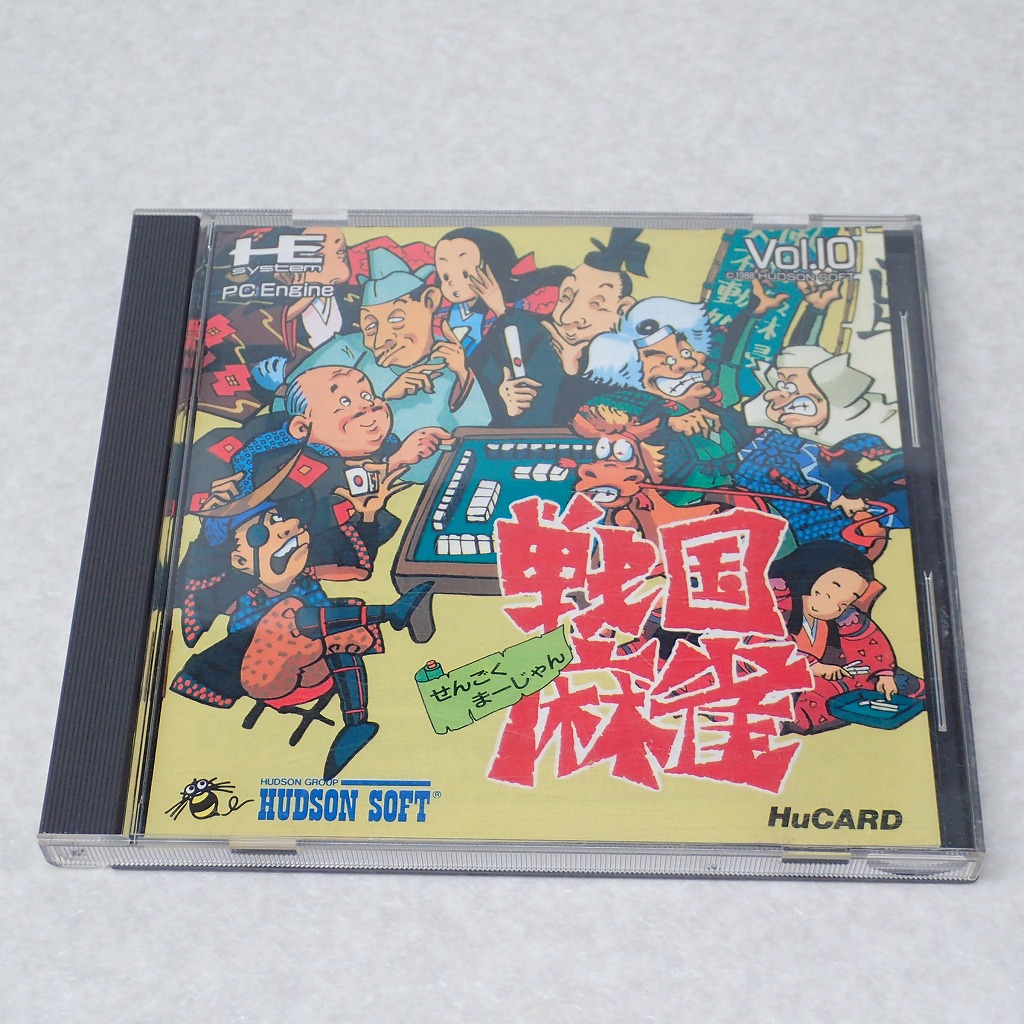 HE
system
PC Engine
Vol.10
©1988 HUDSON SOFT
戦国
麻雀
せんごく
まーじゃん
HUDSON GROUP
HUDSON SOFT®
HuCARD